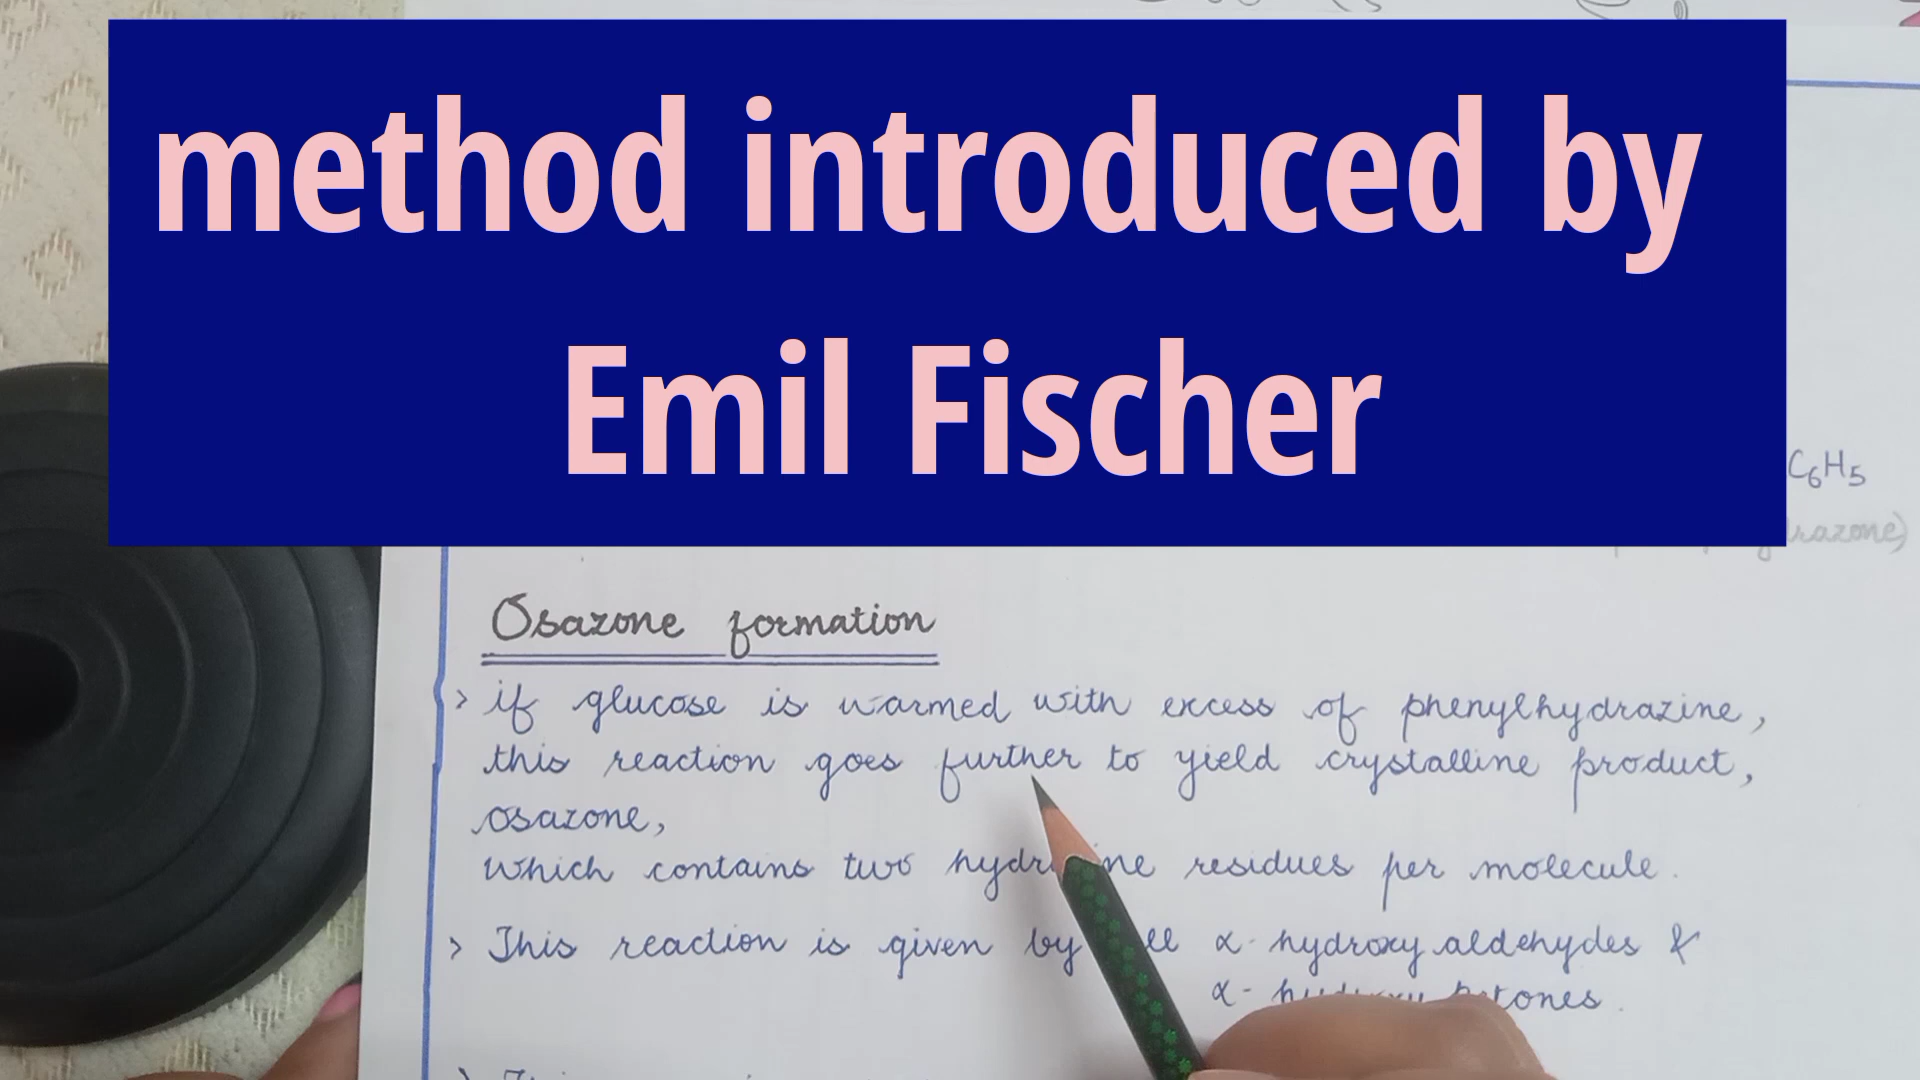 method introduced by
Emil Fischer
C6H5
Osazone formation
> if glucose is warmed with excess of phenylhydrazine,
this reaction goes further to yield crystalline product,
osazone,
which contains two residues per molecule.
> This reaction is given by α-hydroxy aldehydes &
α-